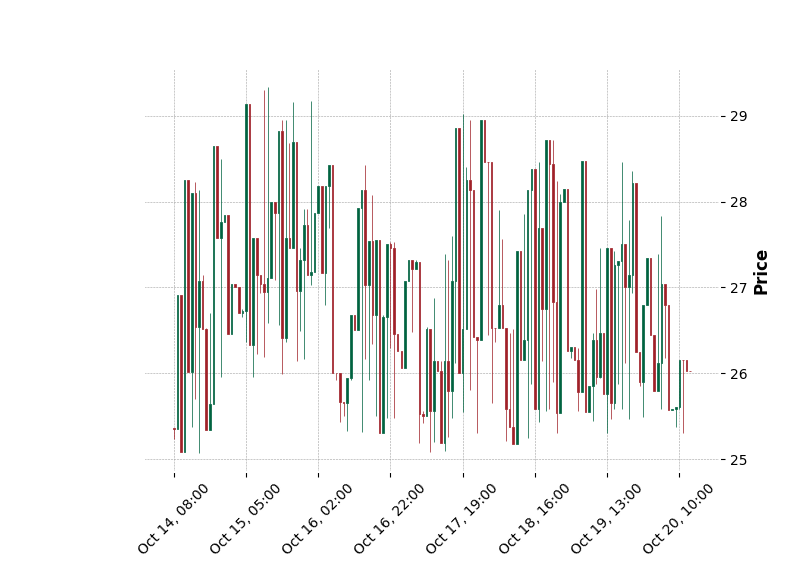 29
28
27
26
25
Price
Oct 14, 08:00
Oct 15, 05:00
Oct 16, 02:00
Oct 16, 22:00
Oct 17, 19:00
Oct 18, 16:00
Oct 19, 13:00
Oct 20, 10:00